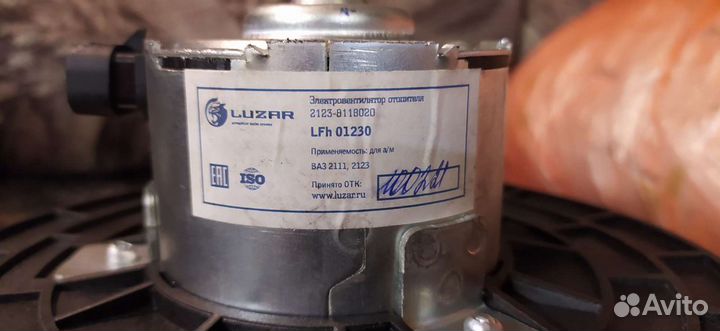 LUZAR
Электровентилятор отопителя
2123-8118020
LFh 01230
Применяемость: для а/м
ВАЗ 2111, 2123
EAC
ISO
Принято ОТК:
www.luzar.ru
Avito